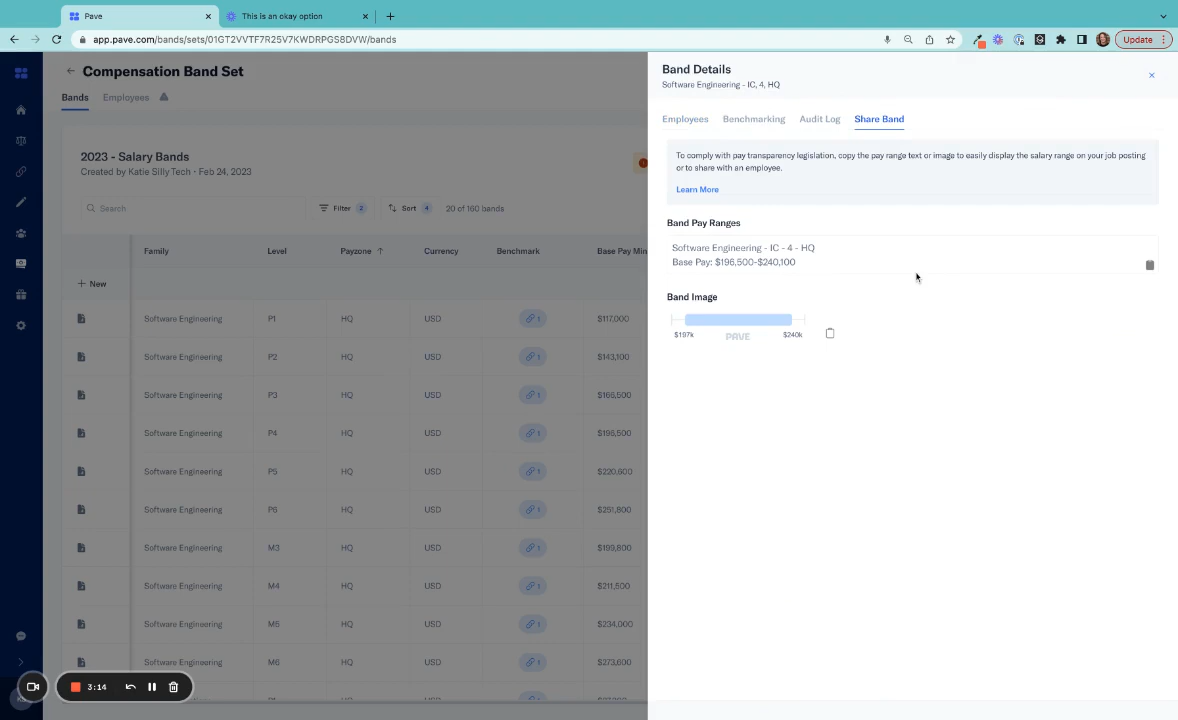 Pave
This is an okay option
app.pave.com/bands/sets/01GT2VVTF7R25V7KWDRPGS8DVW/bands
Update
Compensation Band Set
Bands
Employees
2023 - Salary Bands
Created by Katie Silly Tech • Feb 24, 2023
Search
Filter 2
Sort 4
20 of 160 bands
Family Level Payzone Currency Benchmark Base Pay Min
+ New
Software Engineering P1 HQ USD 1 $117,000
Software Engineering P2 HQ USD 1 $143,100
Software Engineering P3 HQ USD 1 $166,500
Software Engineering P4 HQ USD 1 $196,500
Software Engineering P5 HQ USD 1 $220,600
Software Engineering P6 HQ USD 1 $251,800
Software Engineering M3 HQ USD 1 $199,800
Software Engineering M4 HQ USD 1 $211,500
Software Engineering M5 HQ USD 1 $234,000
Software Engineering M6 HQ USD 1 $273,600
3:14
Band Details
Software Engineering - IC, 4, HQ
Employees
Benchmarking
Audit Log
Share Band
To comply with pay transparency legislation, copy the pay range text or image to easily display the salary range on your job posting
or to share with an employee.
Learn More
Band Pay Ranges
Software Engineering - IC - 4 - HQ
Base Pay: $196,500-$240,100
Band Image
$197k PAVE $240k